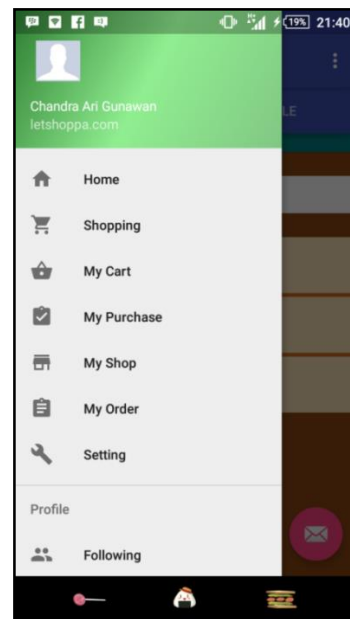 19% 21:40
Chandra Ari Gunawan
letshoppa.com
LE
Home
Shopping
My Cart
My Purchase
My Shop
My Order
Setting
Profile
Following